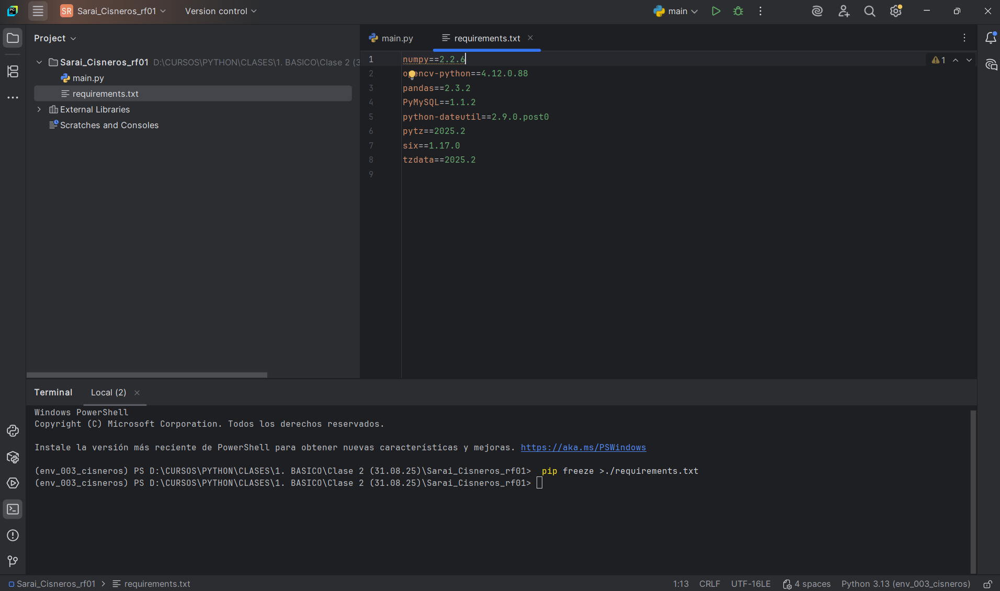 SR Sarai_Cisneros_rf01 Version control main
Project
main.py requirements.txt
Sarai_Cisneros_rf01 D:\CURSOS\PYTHON\CLASES\1. BASICO\Clase 2 (3
main.py
requirements.txt
External Libraries
Scratches and Consoles
1 numpy==2.2.6
2 opencv-python==4.12.0.88
3 pandas==2.3.2
4 PyMySQL==1.1.2
5 python-dateutil==2.9.0.post0
6 pytz==2025.2
7 six==1.17.0
8 tzdata==2025.2
9
1
Terminal Local (2)
Windows PowerShell
Copyright (C) Microsoft Corporation. Todos los derechos reservados.
Instale la versión más reciente de PowerShell para obtener nuevas características y mejoras. https://aka.ms/PSWindows
(env_003_cisneros) PS D:\CURSOS\PYTHON\CLASES\1. BASICO\Clase 2 (31.08.25)\Sarai_Cisneros_rf01> pip freeze >./requirements.txt
(env_003_cisneros) PS D:\CURSOS\PYTHON\CLASES\1. BASICO\Clase 2 (31.08.25)\Sarai_Cisneros_rf01>
Sarai_Cisneros_rf01 > requirements.txt 1:13 CRLF UTF-16LE 4 spaces Python 3.13 (env_003_cisneros)